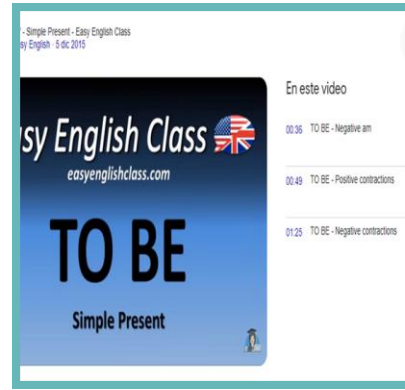 - Simple Present - Easy English Class
sy English · 5 dic 2015
sy English Class
easyenglishclass.com
TO BE
Simple Present
En este video
00:36 TO BE - Negative am
00:49 TO BE - Positive contractions
01:25 TO BE - Negative contractions